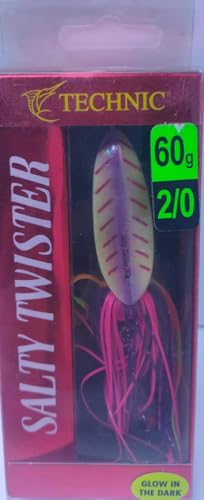 TECHNIC
60g
2/0
SALTY TWISTER
GLOW IN
THE DARK